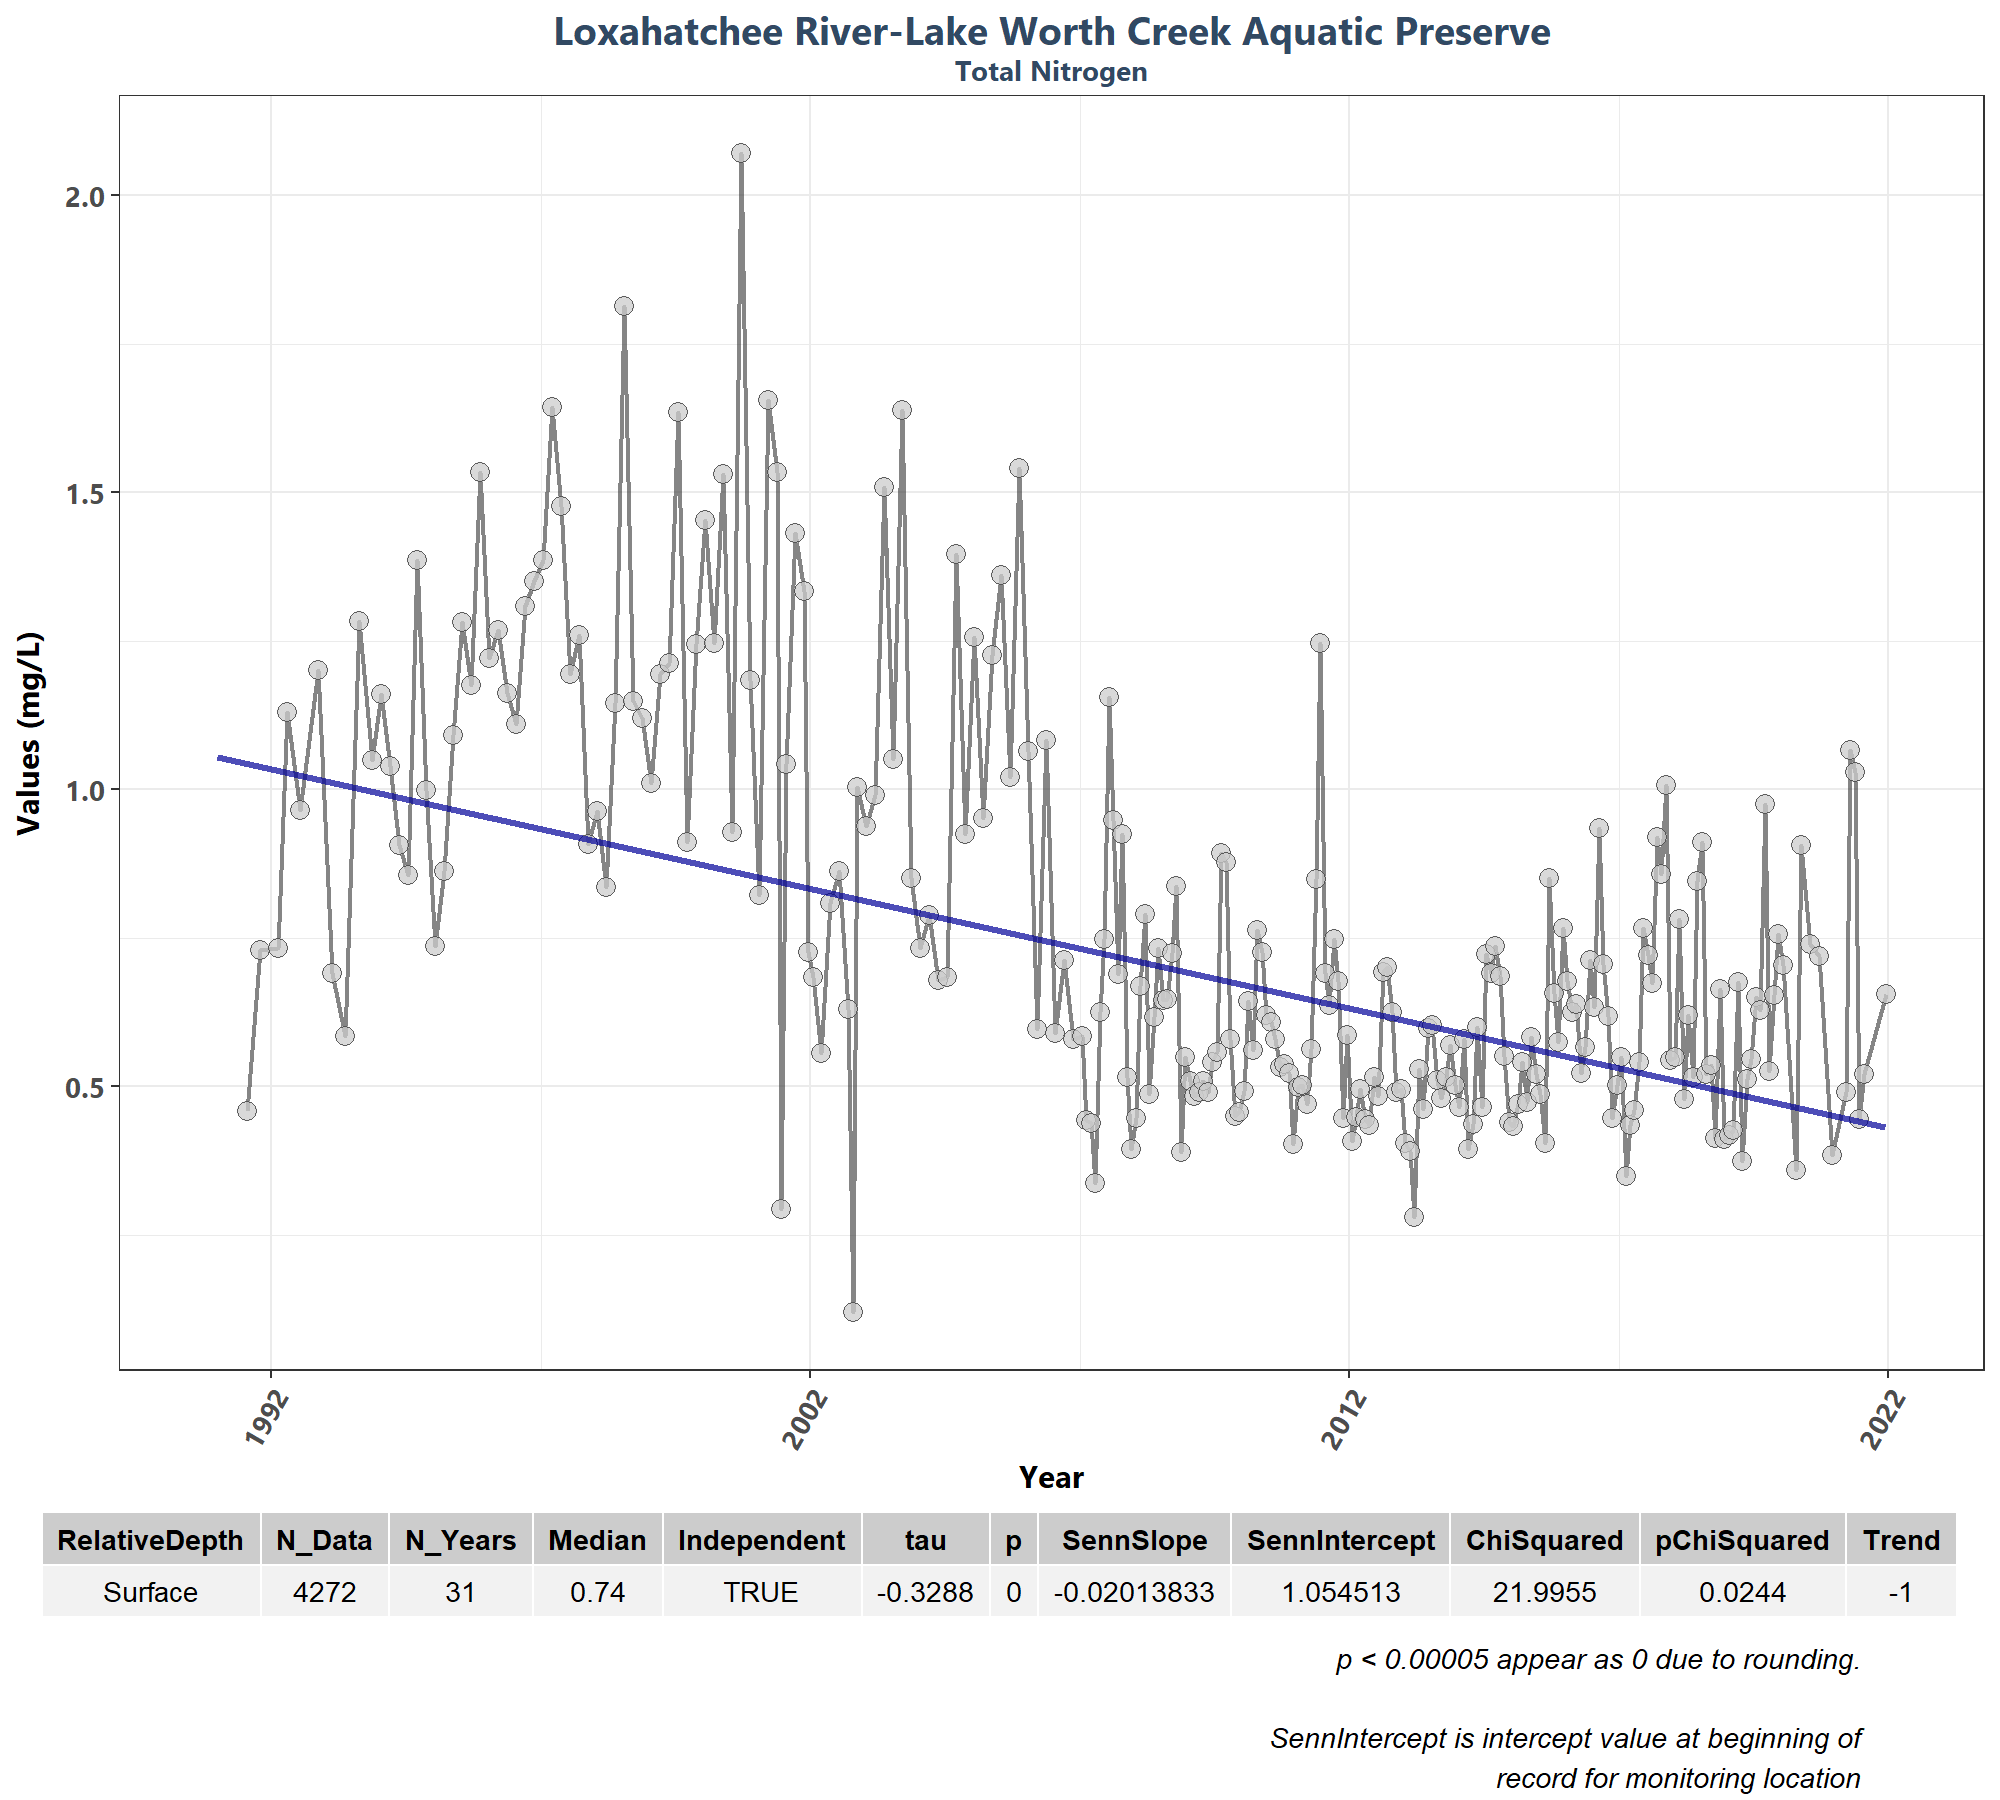 Loxahatchee River-Lake Worth Creek Aquatic Preserve
Total Nitrogen
Values (mg/L)
2.0
1.5
1.0
0.5
1992 2002 2012 2022
Year
RelativeDepth N_Data N_Years Median Independent tau p SennSlope SennIntercept ChiSquared pChiSquared Trend
Surface 4272 31 0.74 TRUE -0.3288 0 -0.02013833 1.054513 21.9955 0.0244 -1
p < 0.00005 appear as 0 due to rounding.
SennIntercept is intercept value at beginning of
record for monitoring location